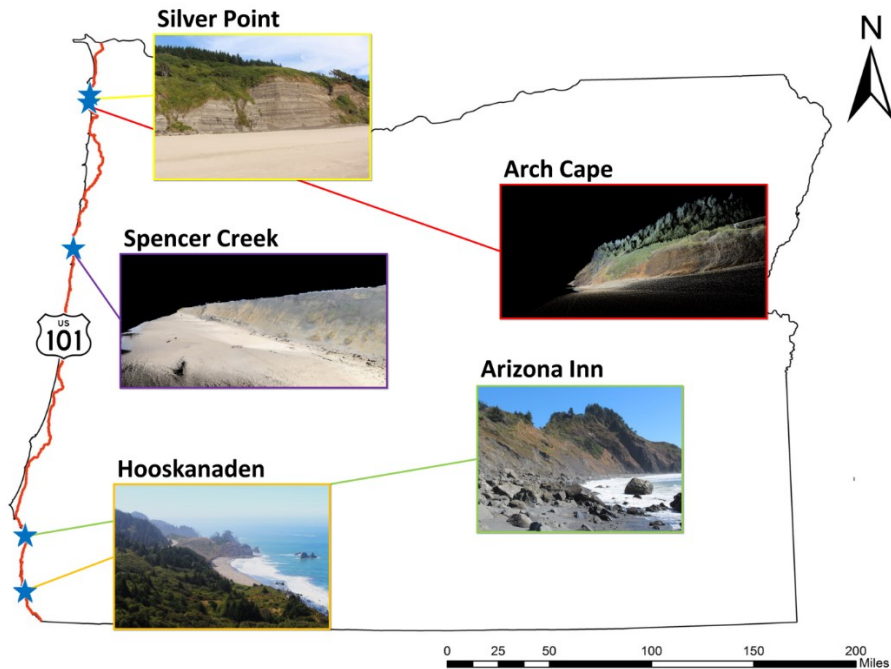 Silver Point
N
Arch Cape
Spencer Creek
US
101
Arizona Inn
Hooskanaden
0 25 50 100 150 200
Miles